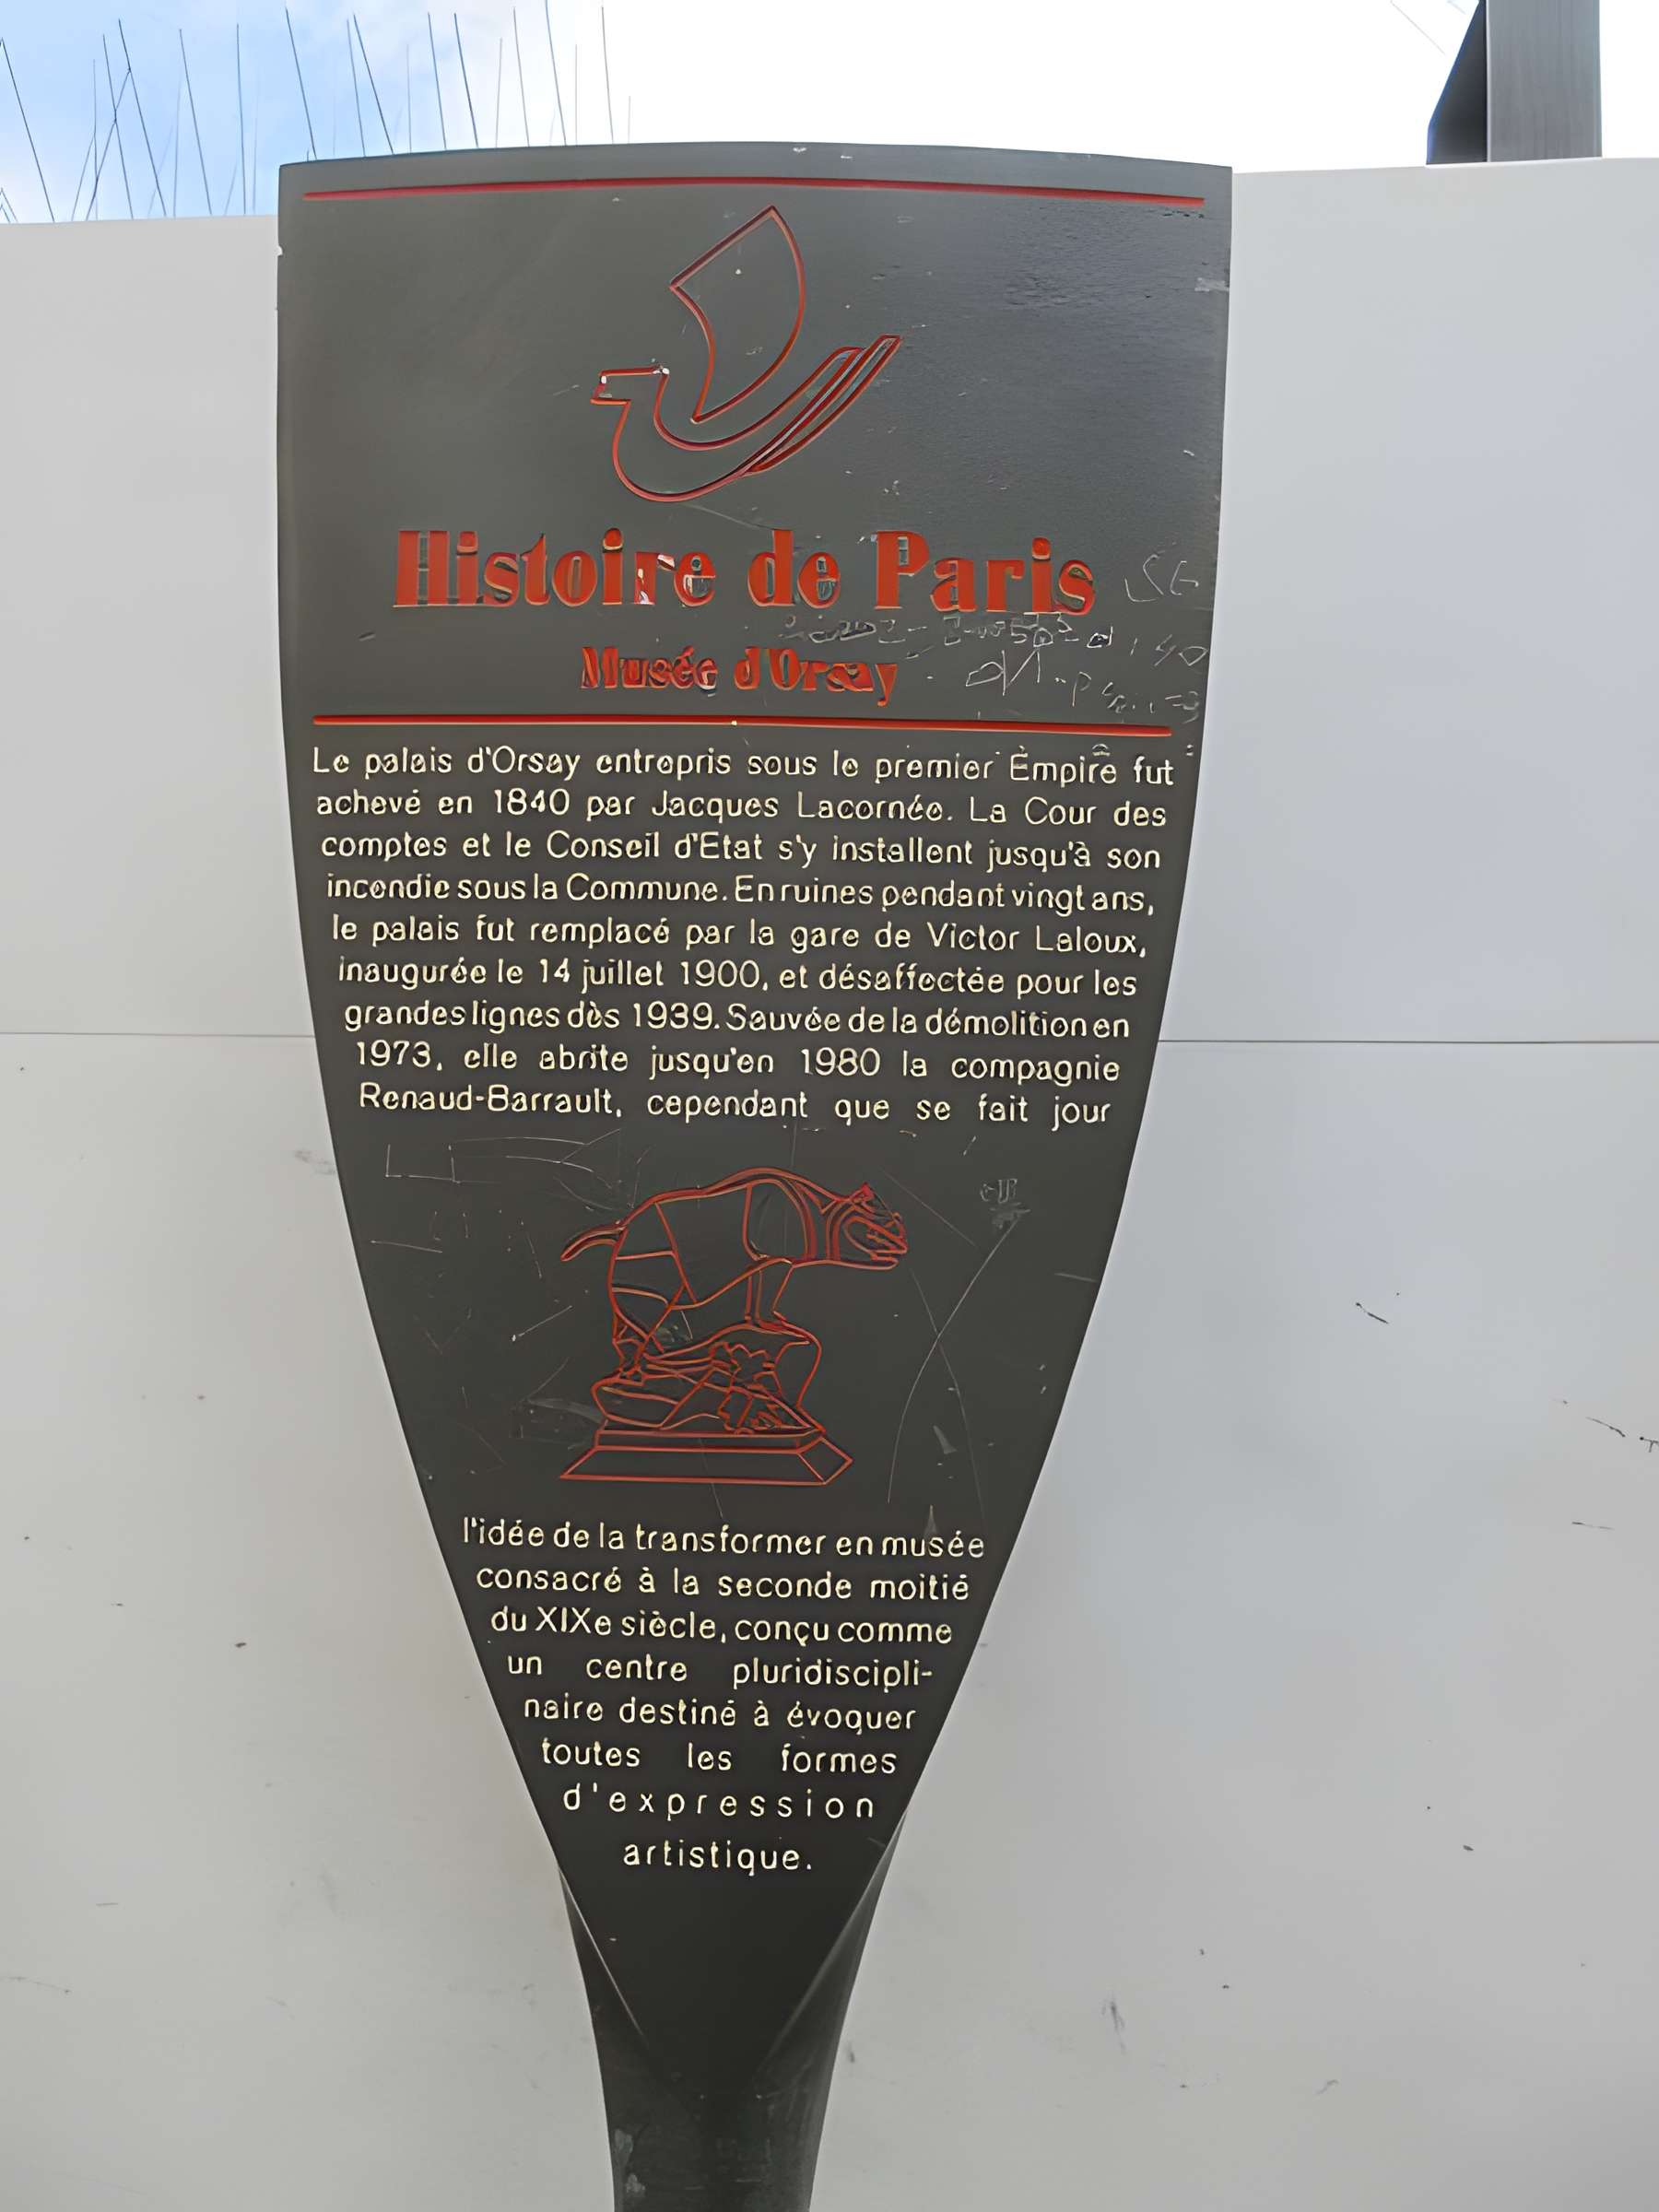 Histoire de Paris
Musée d'Orsay
Le palais d'Orsay entrepris sous le premier Empire fut
achevé en 1840 par Jacques Lacornée. La Cour des
comptes et le Conseil d'Etat s'y installent jusqu'à son
incendie sous la Commune. En ruines pendant vingt ans,
le palais fut remplacé par la gare de Victor Laloux,
inaugurée le 14 juillet 1900, et désaffectée pour les
grandes lignes dès 1939. Sauvée de la démolition en
1973, elle abrite jusqu'en 1980 la compagnie
Renaud-Barrault, cependant que se fait jour
l'idée de la transformer en musée
consacré à la seconde moitié
du XIXe siècle, conçu comme
un centre pluridiscipli-
naire destiné à évoquer
toutes les formes
d'expression
artistique.